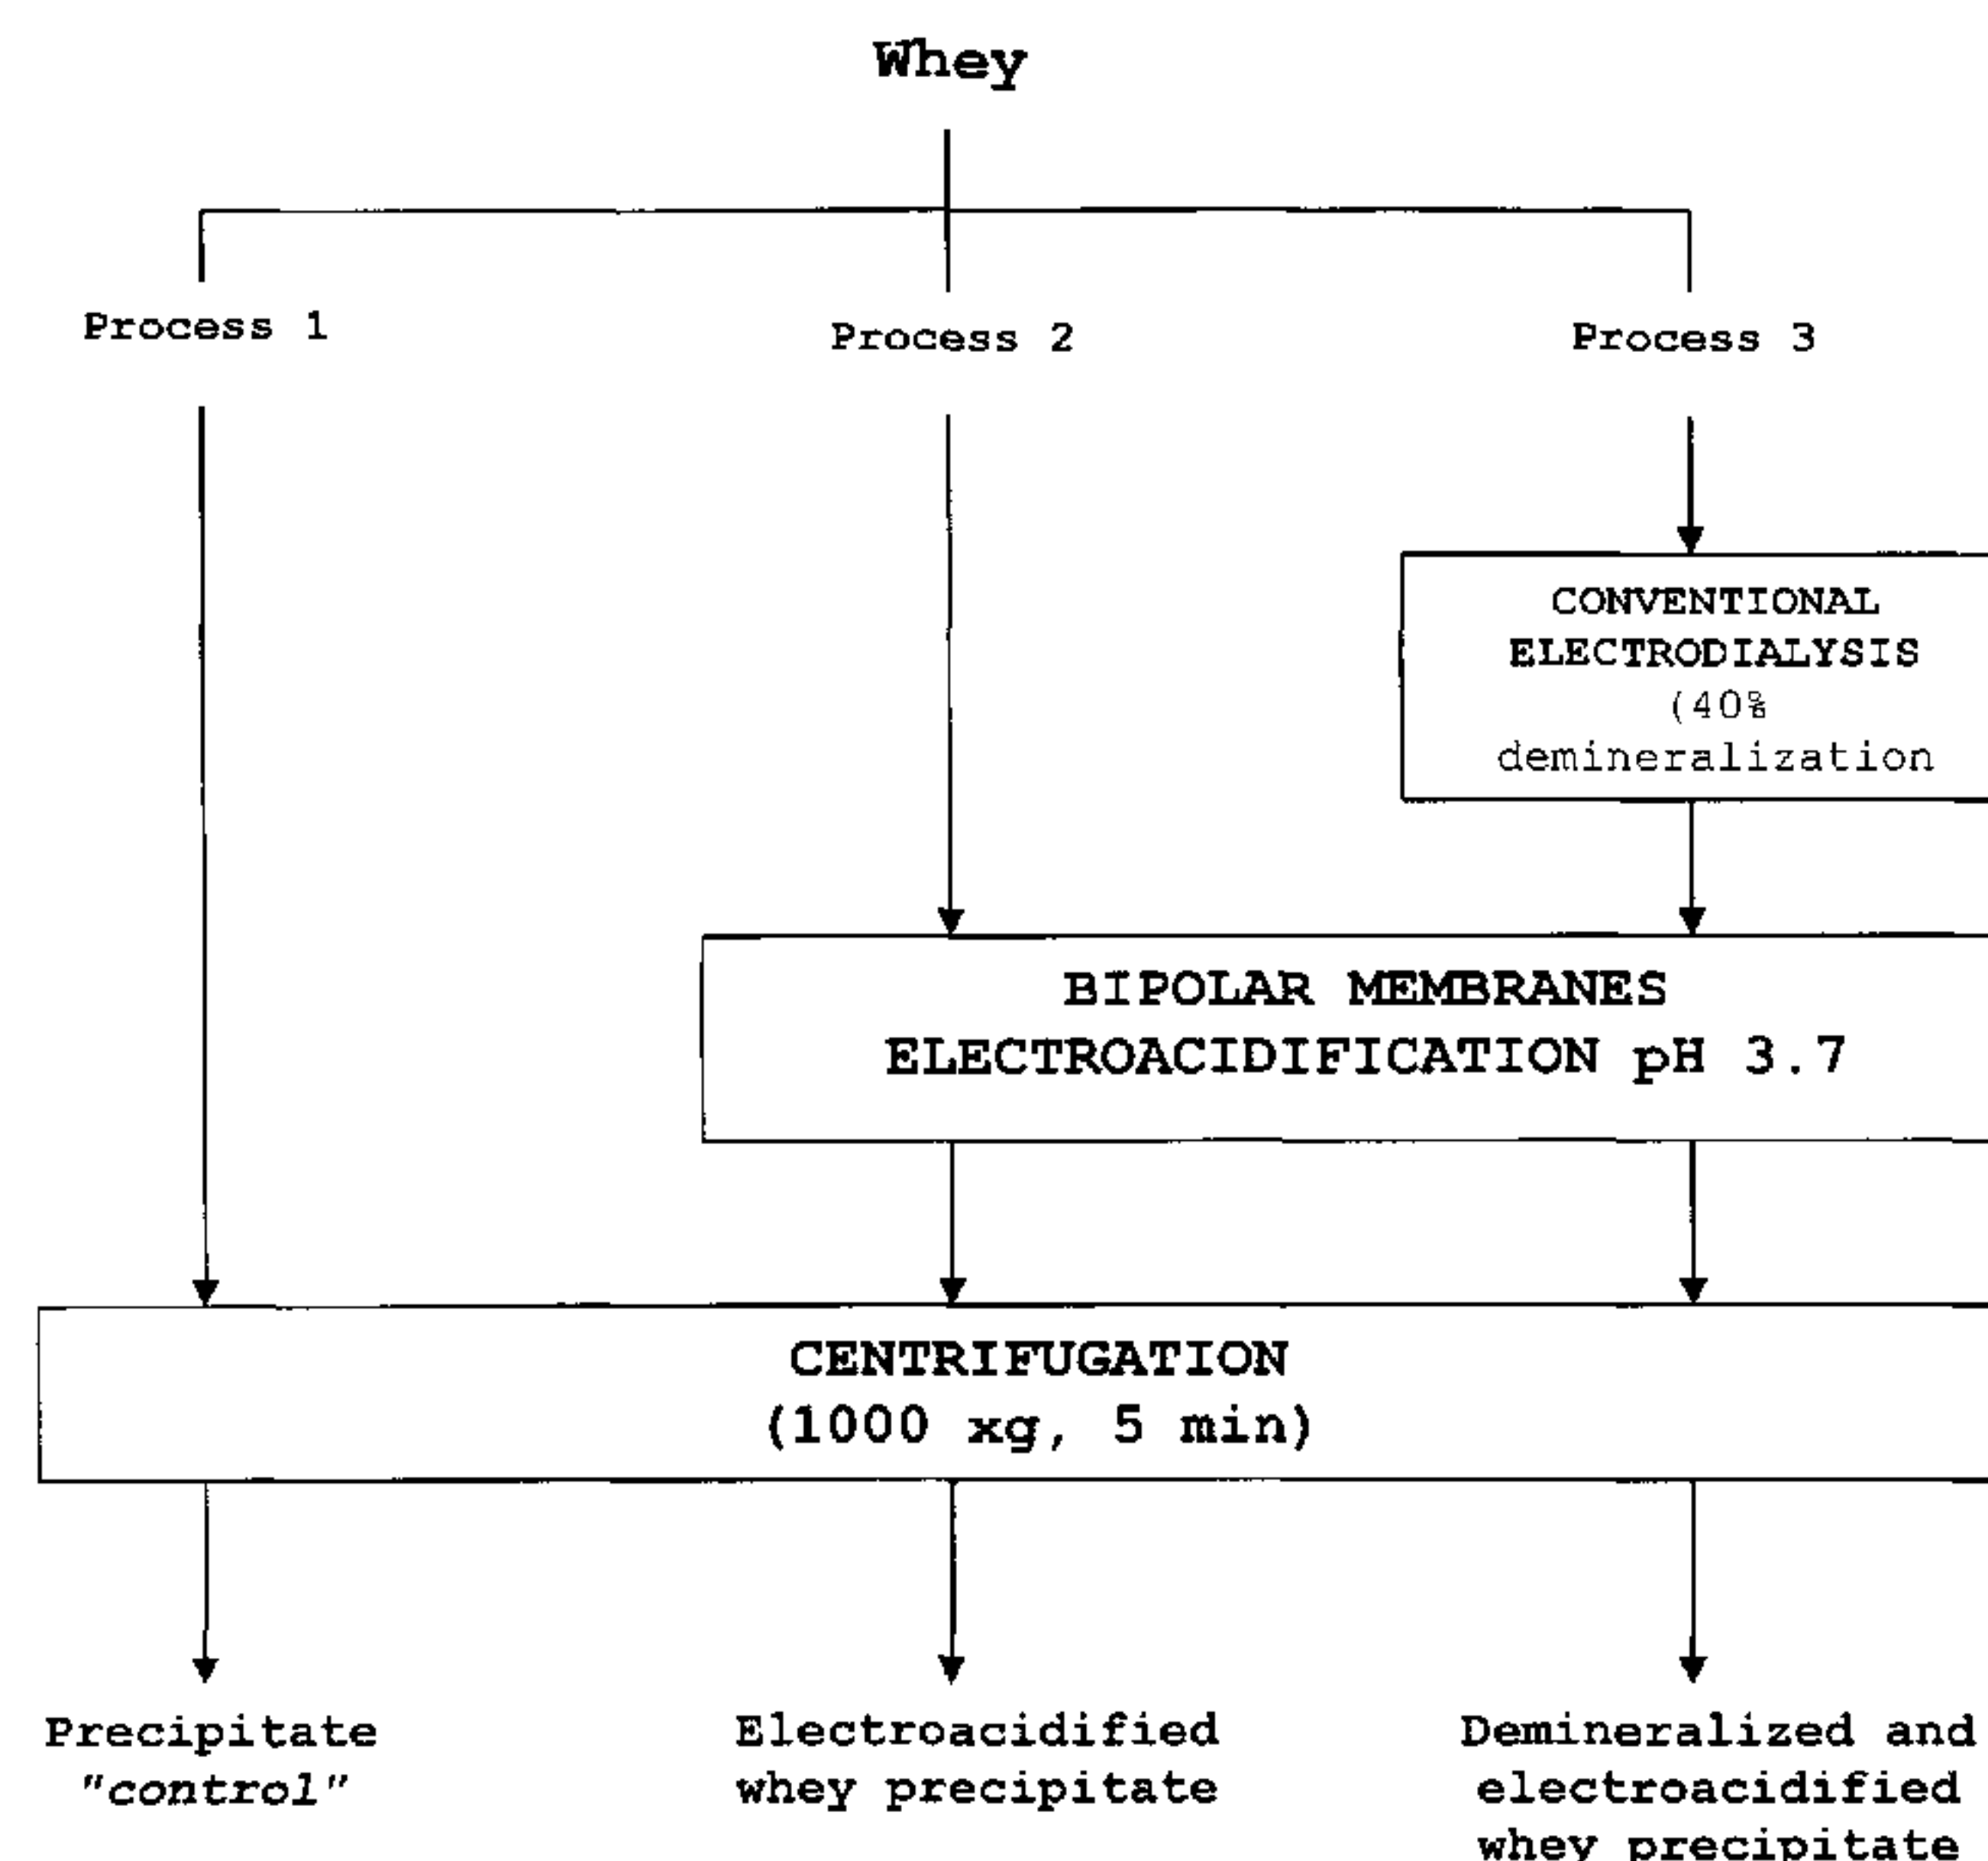 Whey
Process 1
Process 2
Process 3
CONVENTIONAL
ELECTRODIALYSIS
(40%
demineralization
BIPOLAR MEMBRANES
ELECTROACIDIFICATION pH 3.7
CENTRIFUGATION
(1000 xg, 5 min)
Precipitate
"control"
Electroacidified
whey precipitate
Demineralized and
electroacidified
whey precipitate